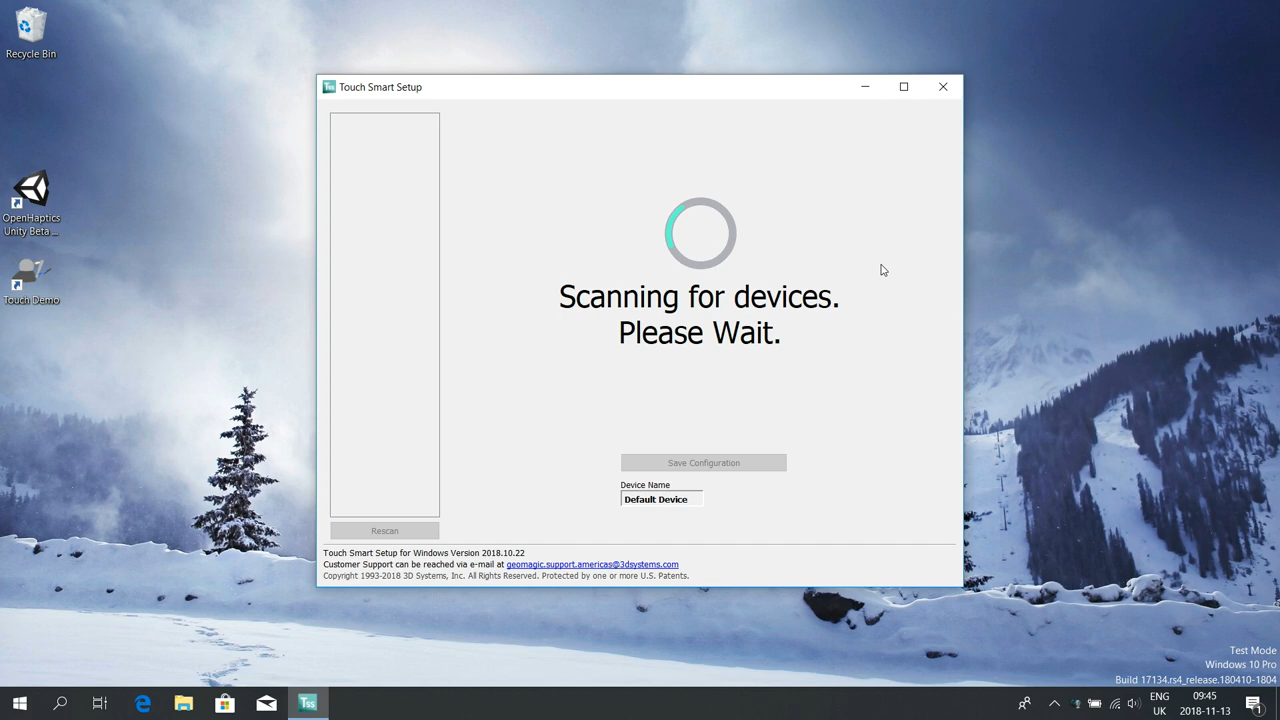 Recycle Bin
OpenHaptics
Unity Beta ...
Touch Demo
Tss
Touch Smart Setup
Scanning for devices.
Please Wait.
Save Configuration
Device Name
Default Device
Rescan
Touch Smart Setup for Windows Version 2018.10.22
Customer Support can be reached via e-mail at geomagic.support.americas@3dsystems.com
Copyright 1993-2018 3D Systems, Inc. All Rights Reserved. Protected by one or more U.S. Patents.
Test Mode
Windows 10 Pro
Build 17134.rs4_release.180410-1804
Tss
ENG
UK
09:45
2018-11-13
1